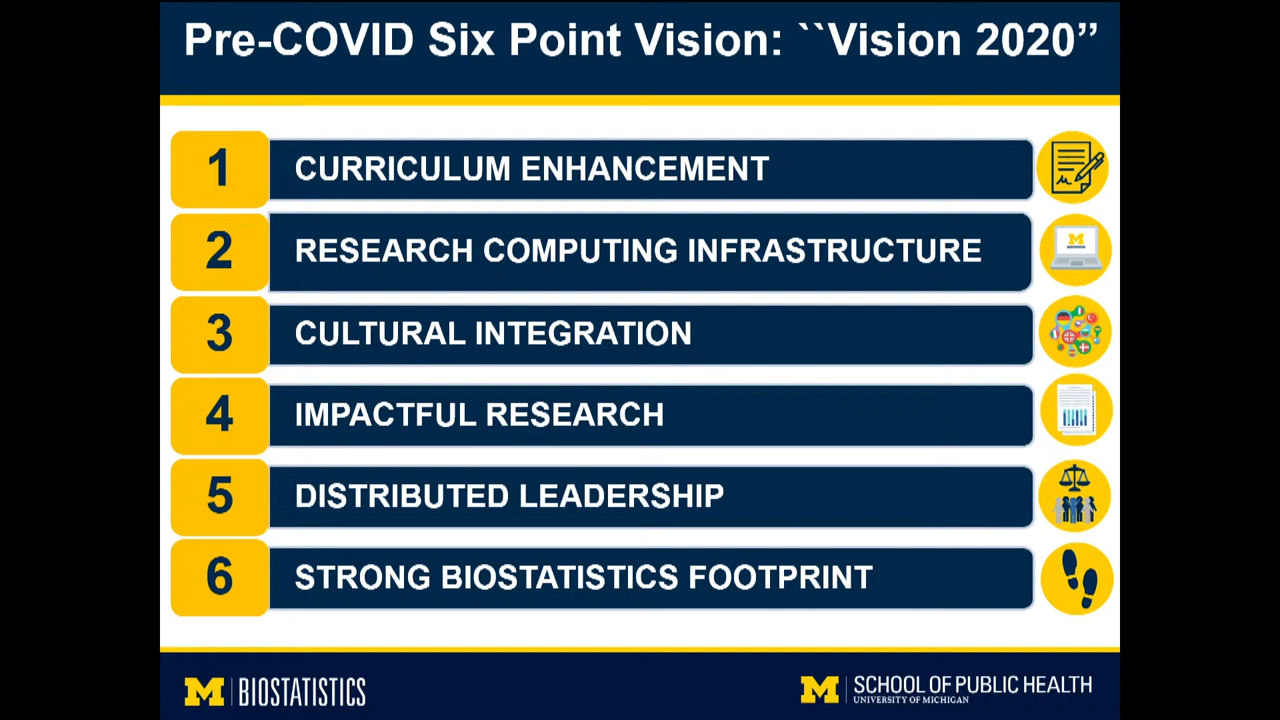 Pre-COVID Six Point Vision: ``Vision 2020”
1 CURRICULUM ENHANCEMENT
2 RESEARCH COMPUTING INFRASTRUCTURE
3 CULTURAL INTEGRATION
4 IMPACTFUL RESEARCH
5 DISTRIBUTED LEADERSHIP
6 STRONG BIOSTATISTICS FOOTPRINT
M BIOSTATISTICS
M SCHOOL OF PUBLIC HEALTH
UNIVERSITY OF MICHIGAN